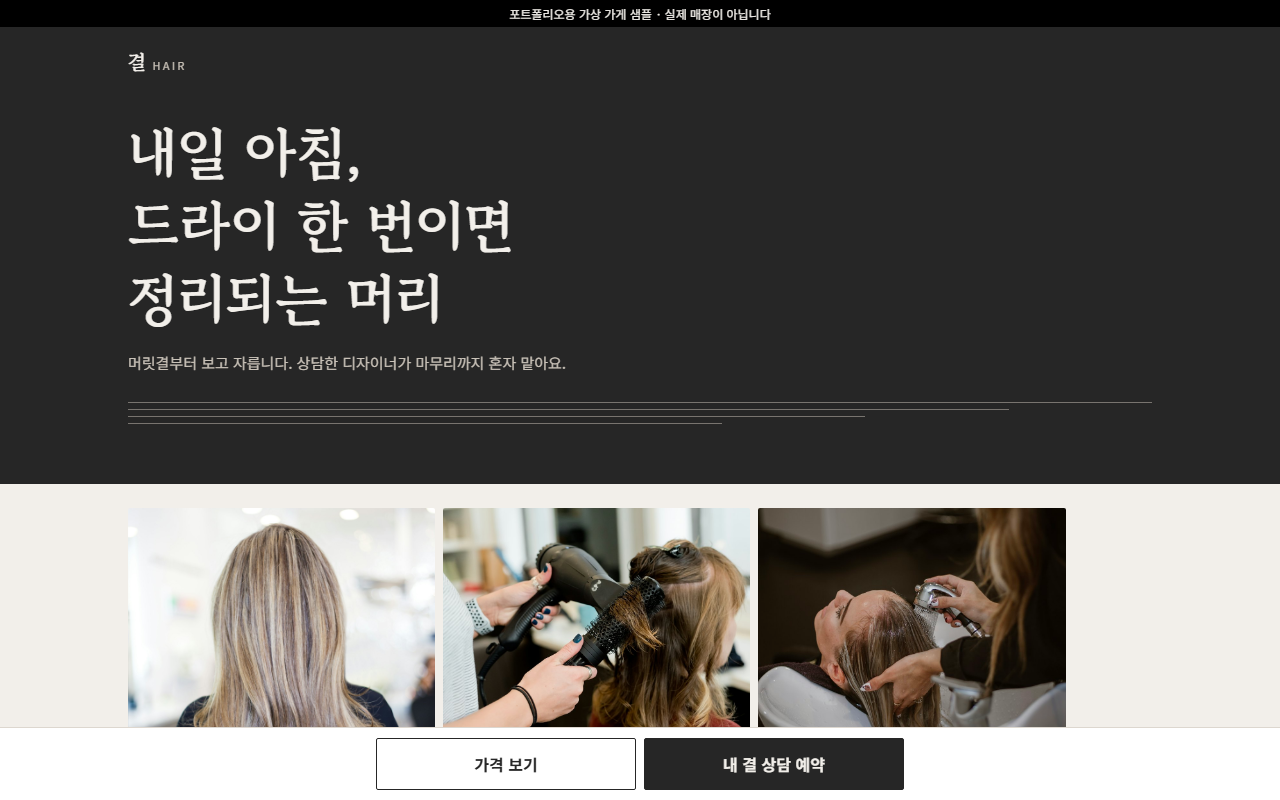 포트폴리오용 가상 가게 샘플 · 실제 매장이 아닙니다
결 HAIR
내일 아침,
드라이 한 번이면
정리되는 머리
머릿결부터 보고 자릅니다. 상담한 디자이너가 마무리까지 혼자 맡아요.
가격 보기
내 결 상담 예약